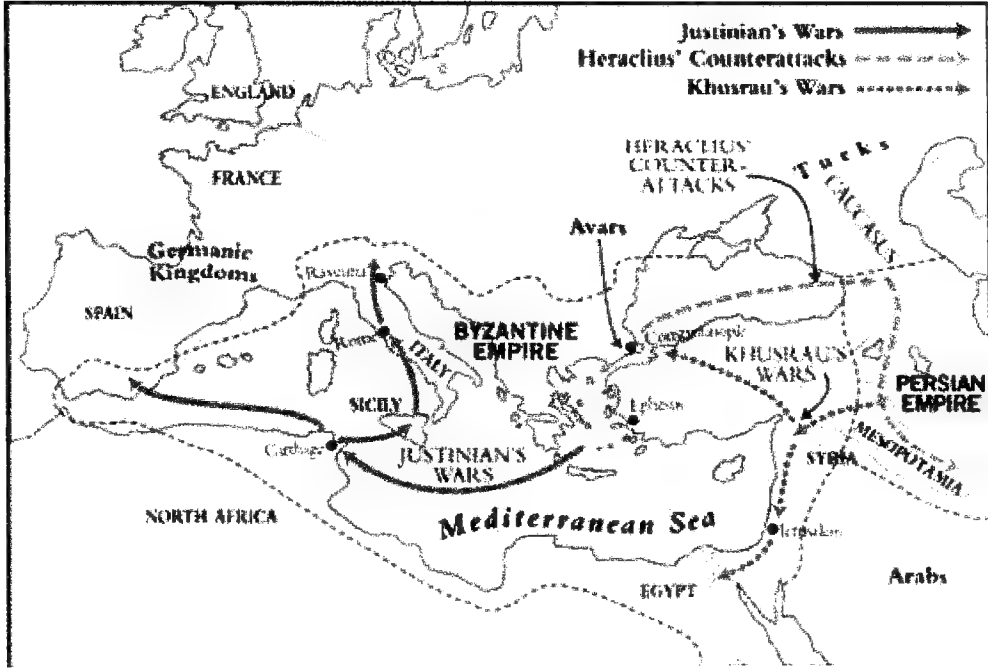 Justinian's Wars
Heraclius' Counterattacks
Khusrau's Wars
ENGLAND
FRANCE
HERACLIUS'
COUNTER-
ATTACKS
Turks
CAUCASUS
Avars
Germanic
Kingdoms
Ravenna
SPAIN
Rome
ITALY
BYZANTINE
EMPIRE
Constantinople
KHUSRAU'S
WARS
PERSIAN
EMPIRE
SICILY
Ephesus
Carthage
JUSTINIAN'S
WARS
SYRIA
MESOPOTAMIA
NORTH AFRICA
Mediterranean Sea
Jerusalem
EGYPT
Arabs